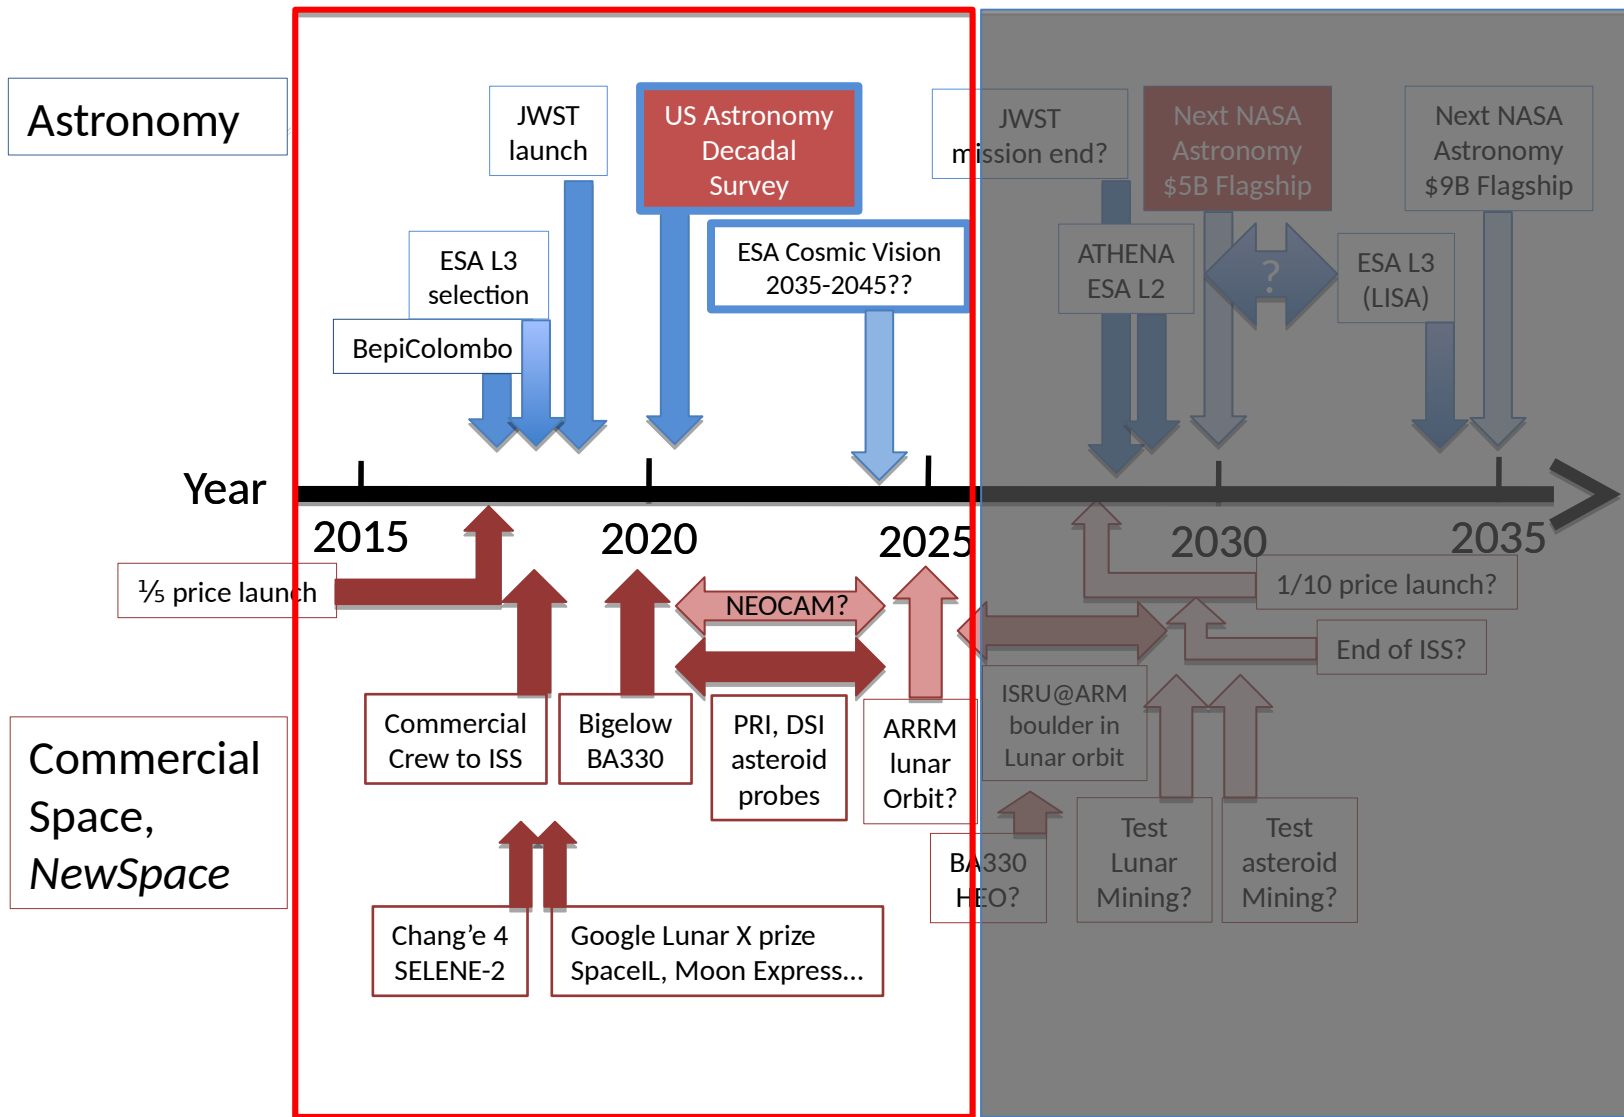 Astronomy
JWST
launch
US Astronomy
Decadal
Survey
JWST
mission end?
Next NASA
Astronomy
$5B Flagship
Next NASA
Astronomy
$9B Flagship
ESA L3
selection
ESA Cosmic Vision
2035-2045??
ATHENA
ESA L2
?
ESA L3
(LISA)
BepiColombo
Year
2015
2020
2025
2030
2035
⅕ price launch
NEOCAM?
1/10 price launch?
End of ISS?
Commercial
Crew to ISS
Bigelow
BA330
PRI, DSI
asteroid
probes
ARRM
lunar
Orbit?
ISRU@ARM
boulder in
Lunar orbit
Commercial
Space,
NewSpace
BA330
HEO?
Test
Lunar
Mining?
Test
asteroid
Mining?
Chang’e 4
SELENE-2
Google Lunar X prize
SpaceIL, Moon Express...